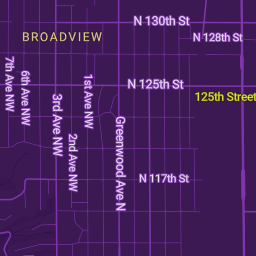 N 130th St
BROADVIEW
N 128th St
N 125th St
125th Street
7th Ave NW
6th Ave NW
3rd Ave NW
1st Ave NW
2nd Ave NW
Greenwood Ave N
N 117th St